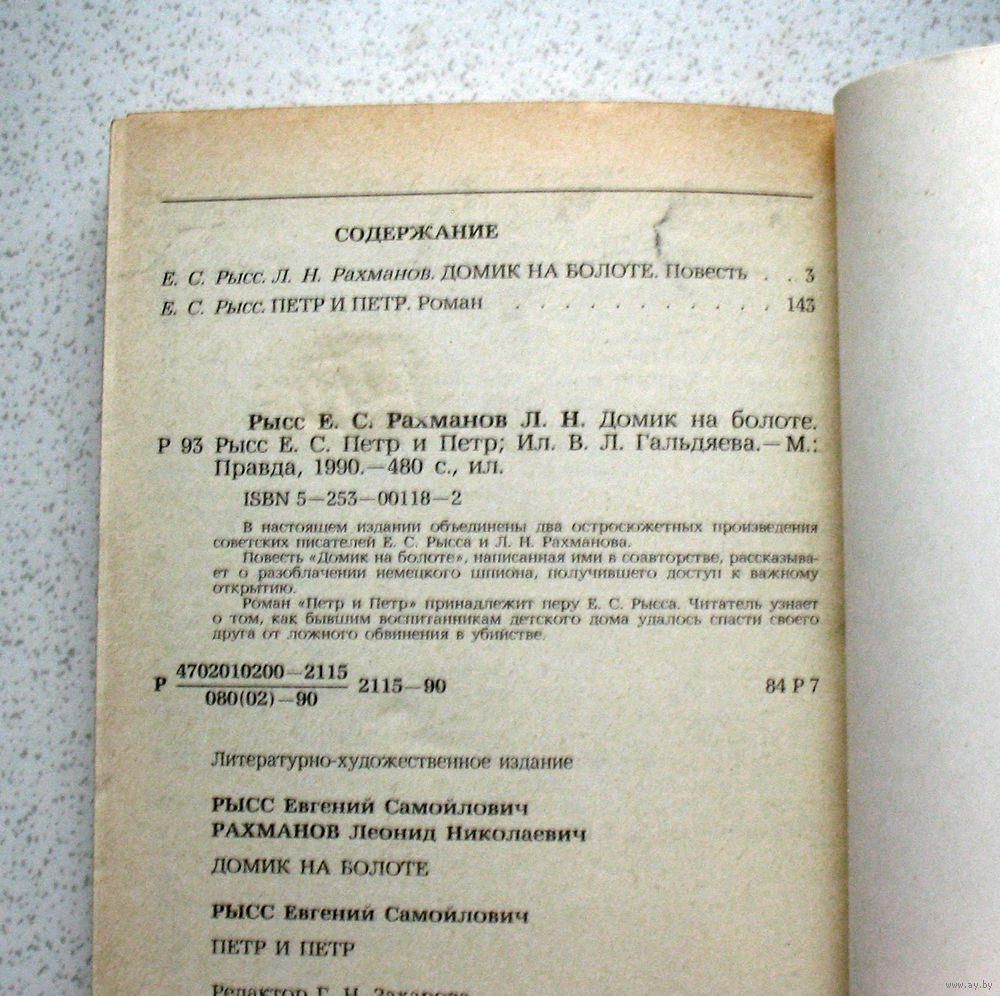 СОДЕРЖАНИЕ
Е. С. Рысс. Л. Н. Рахманов. ДОМИК НА БОЛОТЕ. Повесть . . 3
Е. С. Рысс. ПЕТР И ПЕТР. Роман . . . . . . . . . . . 143
Рысс Е. С. Рахманов Л. Н. Домик на болоте.
Р 93 Рысс Е. С. Петр и Петр; Ил. В. Л. Гальдяева.—М.:
Правда, 1990.—480 с., ил.
ISBN 5—253—00118—2
В настоящем издании объединены два остросюжетных произведения
советских писателей Е. С. Рысса и Л. Н. Рахманова.
Повесть «Домик на болоте», написанная ими в соавторстве, рассказыва-
ет о разоблачении немецкого шпиона, получившего доступ к важному
открытию.
Роман «Петр и Петр» принадлежит перу Е. С. Рысса. Читатель узнает
о том, как бывшим воспитанникам детского дома удалось спасти своего
друга от ложного обвинения в убийстве.
4702010200—2115
Р 2115—90 84 Р 7
080(02)—90
Литературно-художественное издание
РЫСС Евгений Самойлович
РАХМАНОВ Леонид Николаевич
ДОМИК НА БОЛОТЕ
РЫСС Евгений Самойлович
ПЕТР И ПЕТР
Редактор Г. Н. Захарова
www.ay.by